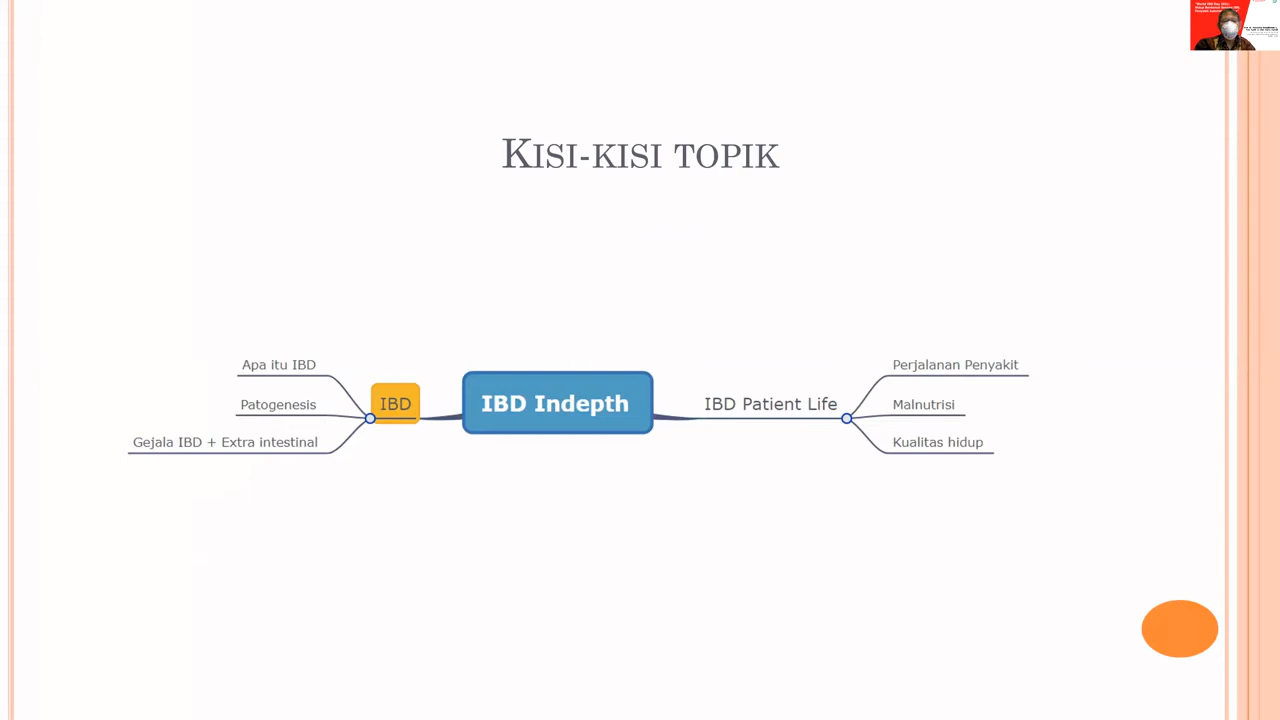 KISI-KISI TOPIK
Apa itu IBD
Patogenesis
Gejala IBD + Extra intestinal
IBD
IBD Indepth
IBD Patient Life
Perjalanan Penyakit
Malnutrisi
Kualitas hidup